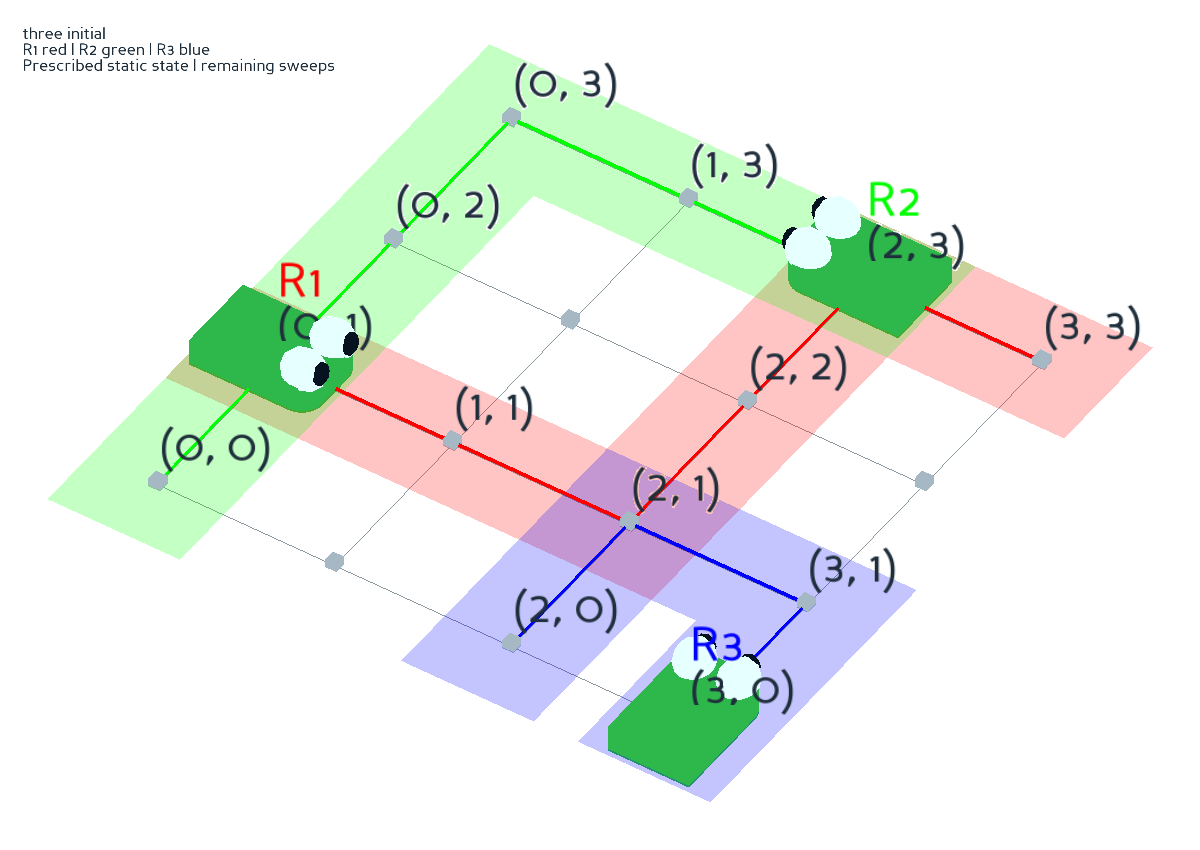 three initial
R1 red | R2 green | R3 blue
Prescribed static state | remaining sweeps
(0, 3)
(1, 3)
R2
(0, 2)
(2, 3)
R1
(0, 1)
(3, 3)
(2, 2)
(1, 1)
(0, 0)
(2, 1)
(3, 1)
(2, 0)
R3
(3, 0)